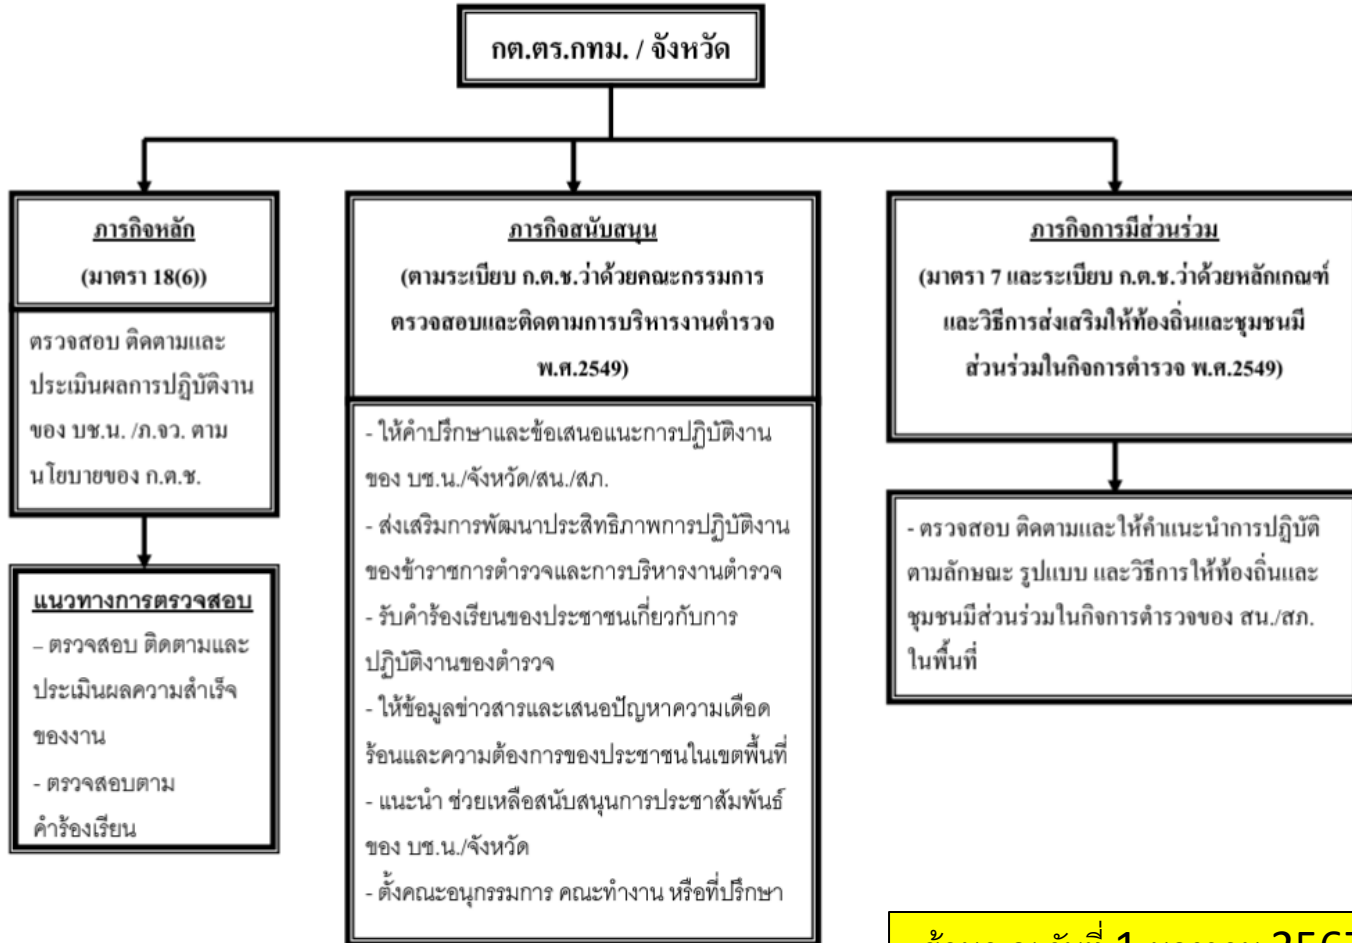 กต.ตร.กทม. / จังหวัด
ภารกิจหลัก
(มาตรา 18(6))
ตรวจสอบ ติดตามและ
ประเมินผลการปฏิบัติงาน
ของ บช.น. /ภ.จว. ตาม
นโยบายของ ก.ต.ช.
แนวทางการตรวจสอบ
– ตรวจสอบ ติดตามและ
ประเมินผลความสำเร็จ
ของงาน
- ตรวจสอบตาม
คำร้องเรียน
ภารกิจสนับสนุน
(ตามระเบียบ ก.ต.ช.ว่าด้วยคณะกรรมการ
ตรวจสอบและติดตามการบริหารงานตำรวจ
พ.ศ.2549)
- ให้คำปรึกษาและข้อเสนอแนะการปฏิบัติงาน
ของ บช.น./จังหวัด/สน./สภ.
- ส่งเสริมการพัฒนาประสิทธิภาพการปฏิบัติงาน
ของข้าราชการตำรวจและการบริหารงานตำรวจ
- รับคำร้องเรียนของประชาชนเกี่ยวกับการ
ปฏิบัติงานของตำรวจ
- ให้ข้อมูลข่าวสารและเสนอปัญหาความเดือด
ร้อนและความต้องการของประชาชนในเขตพื้นที่
- แนะนำ ช่วยเหลือสนับสนุนการประชาสัมพันธ์
ของ บช.น./จังหวัด
- ตั้งคณะอนุกรรมการ คณะทำงาน หรือที่ปรึกษา
ภารกิจการมีส่วนร่วม
(มาตรา 7 และระเบียบ ก.ต.ช.ว่าด้วยหลักเกณฑ์
และวิธีการส่งเสริมให้ท้องถิ่นและชุมชนมี
ส่วนร่วมในกิจการตำรวจ พ.ศ.2549)
- ตรวจสอบ ติดตามและให้คำแนะนำการปฏิบัติ
ตามลักษณะ รูปแบบ และวิธีการให้ท้องถิ่นและ
ชุมชนมีส่วนร่วมในกิจการตำรวจของ สน./สภ.
ในพื้นที่